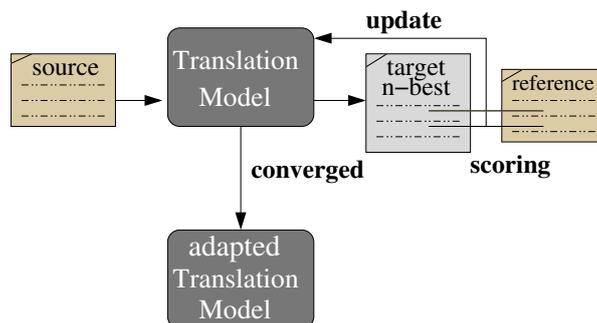 update
source
Translation
Model
target
n−best
reference
scoring
converged
adapted
Translation
Model